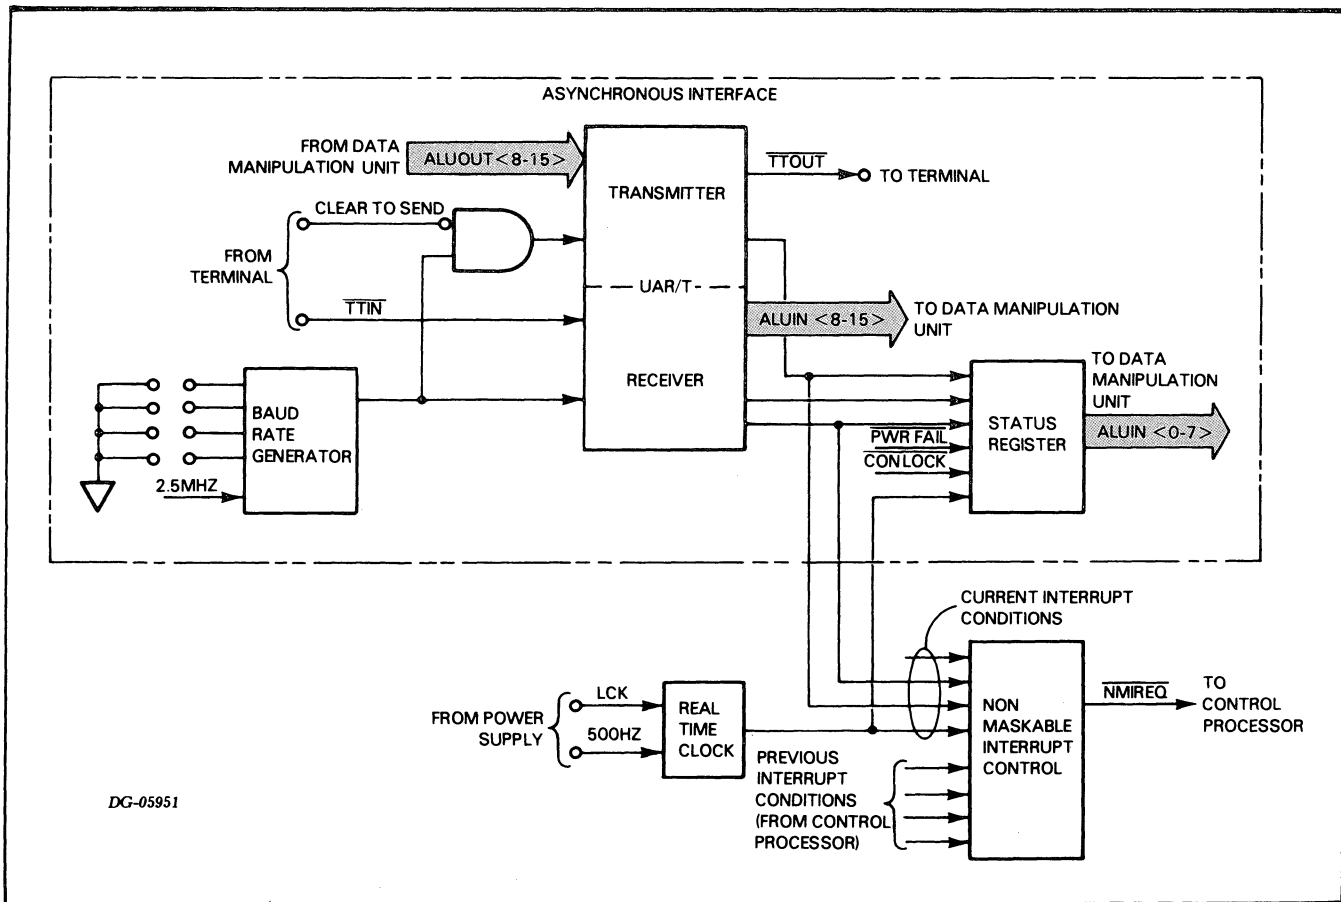 ASYNCHRONOUS INTERFACE
FROM DATA
MANIPULATION UNIT
ALUOUT <8-15>
TTOUT
TO TERMINAL
TRANSMITTER
CLEAR TO SEND
FROM
TERMINAL
TTIN
UAR/T
ALUIN <8-15>
TO DATA MANIPULATION
UNIT
RECEIVER
BAUD
RATE
GENERATOR
2.5MHZ
TO DATA
MANIPULATION
UNIT
STATUS
REGISTER
ALUIN <0-7>
PWR FAIL
CONLOCK
CURRENT INTERRUPT
CONDITIONS
FROM POWER
SUPPLY
LCK
500HZ
REAL
TIME
CLOCK
NON
MASKABLE
INTERRUPT
CONTROL
NMIREQ
TO
CONTROL
PROCESSOR
PREVIOUS
INTERRUPT
CONDITIONS
(FROM CONTROL
PROCESSOR)
DG-05951